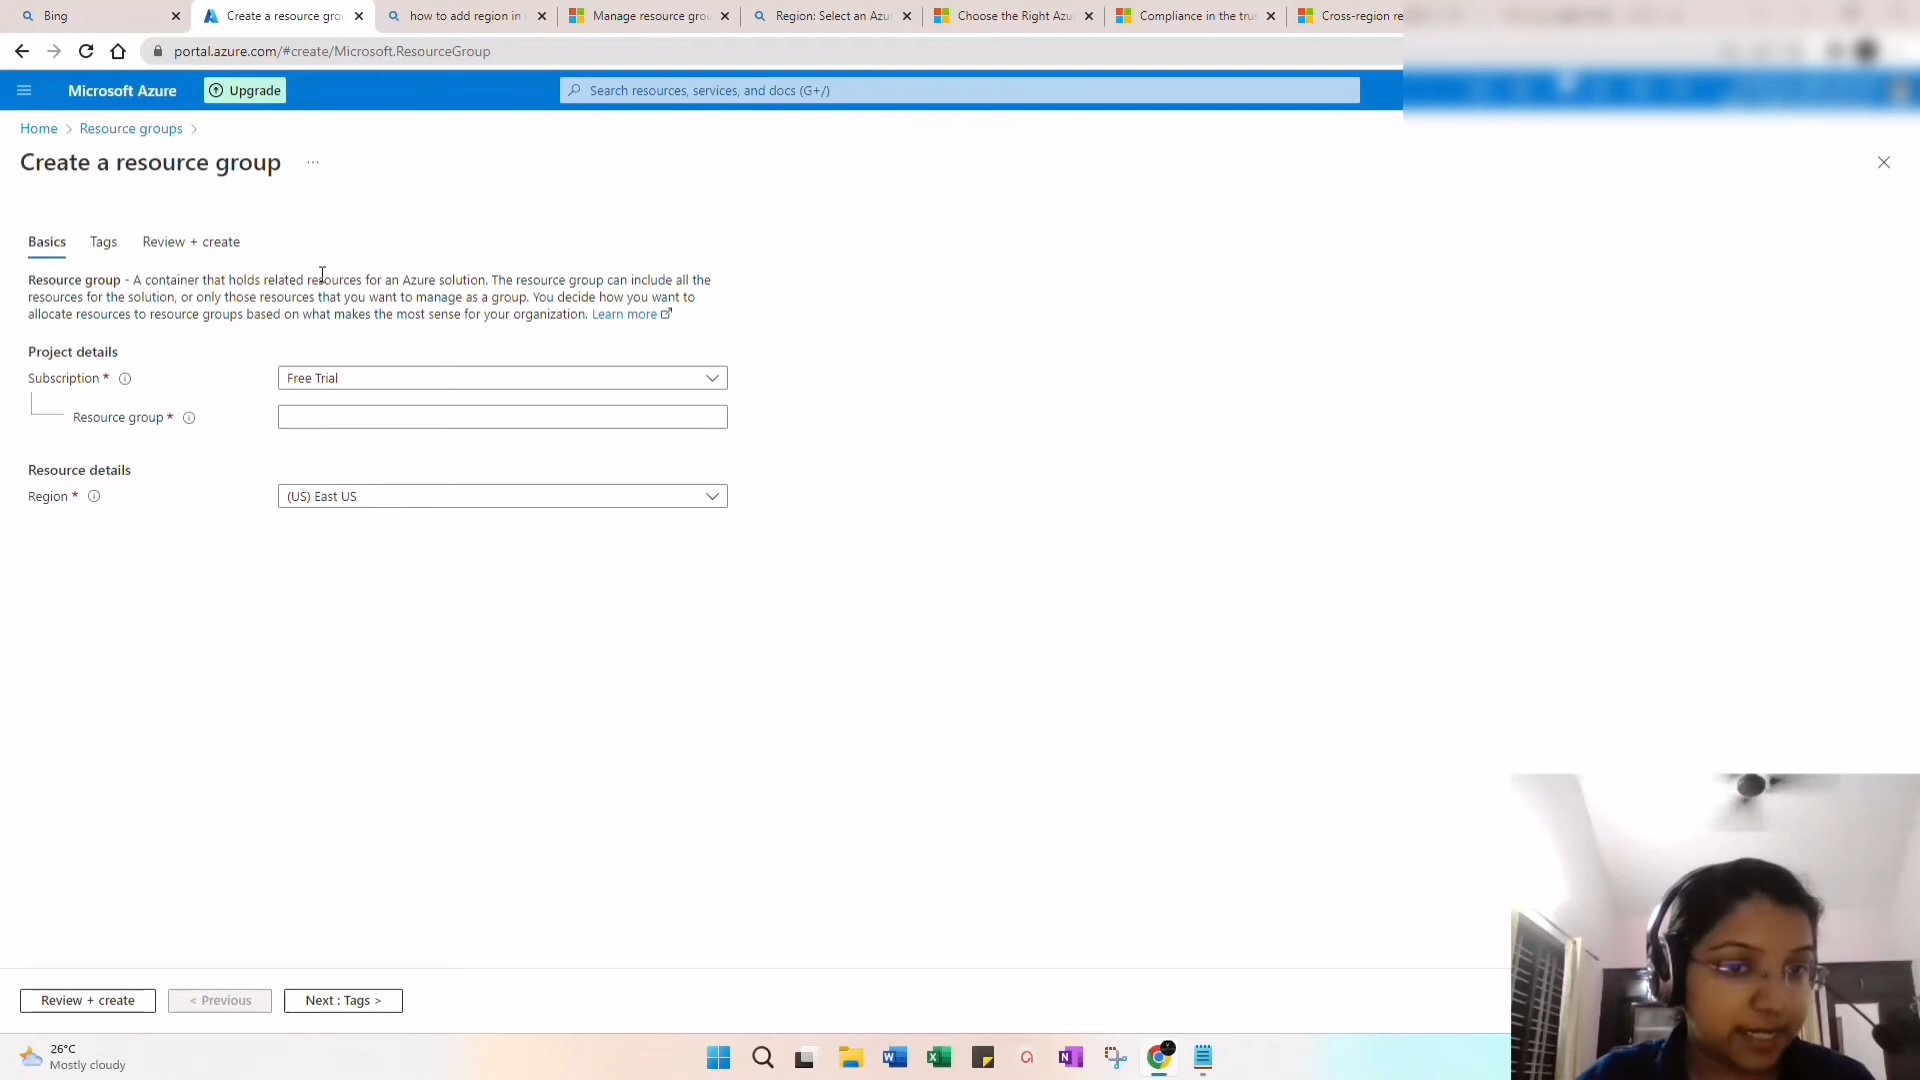 Bing
Create a resource grou
how to add region in
Manage resource grou
Region: Select an Azu
Choose the Right Azu
Compliance in the tru
Cross-region re
portal.azure.com/#create/Microsoft.ResourceGroup
Microsoft Azure
Upgrade
Search resources, services, and docs (G+/)
Home > Resource groups >
Create a resource group ...
Basics Tags Review + create
Resource group - A container that holds related resources for an Azure solution. The resource group can include all the
resources for the solution, or only those resources that you want to manage as a group. You decide how you want to
allocate resources to resource groups based on what makes the most sense for your organization. Learn more
Project details
Subscription * Free Trial
Resource group *
Resource details
Region * (US) East US
Review + create
< Previous
Next : Tags >
26°C
Mostly cloudy